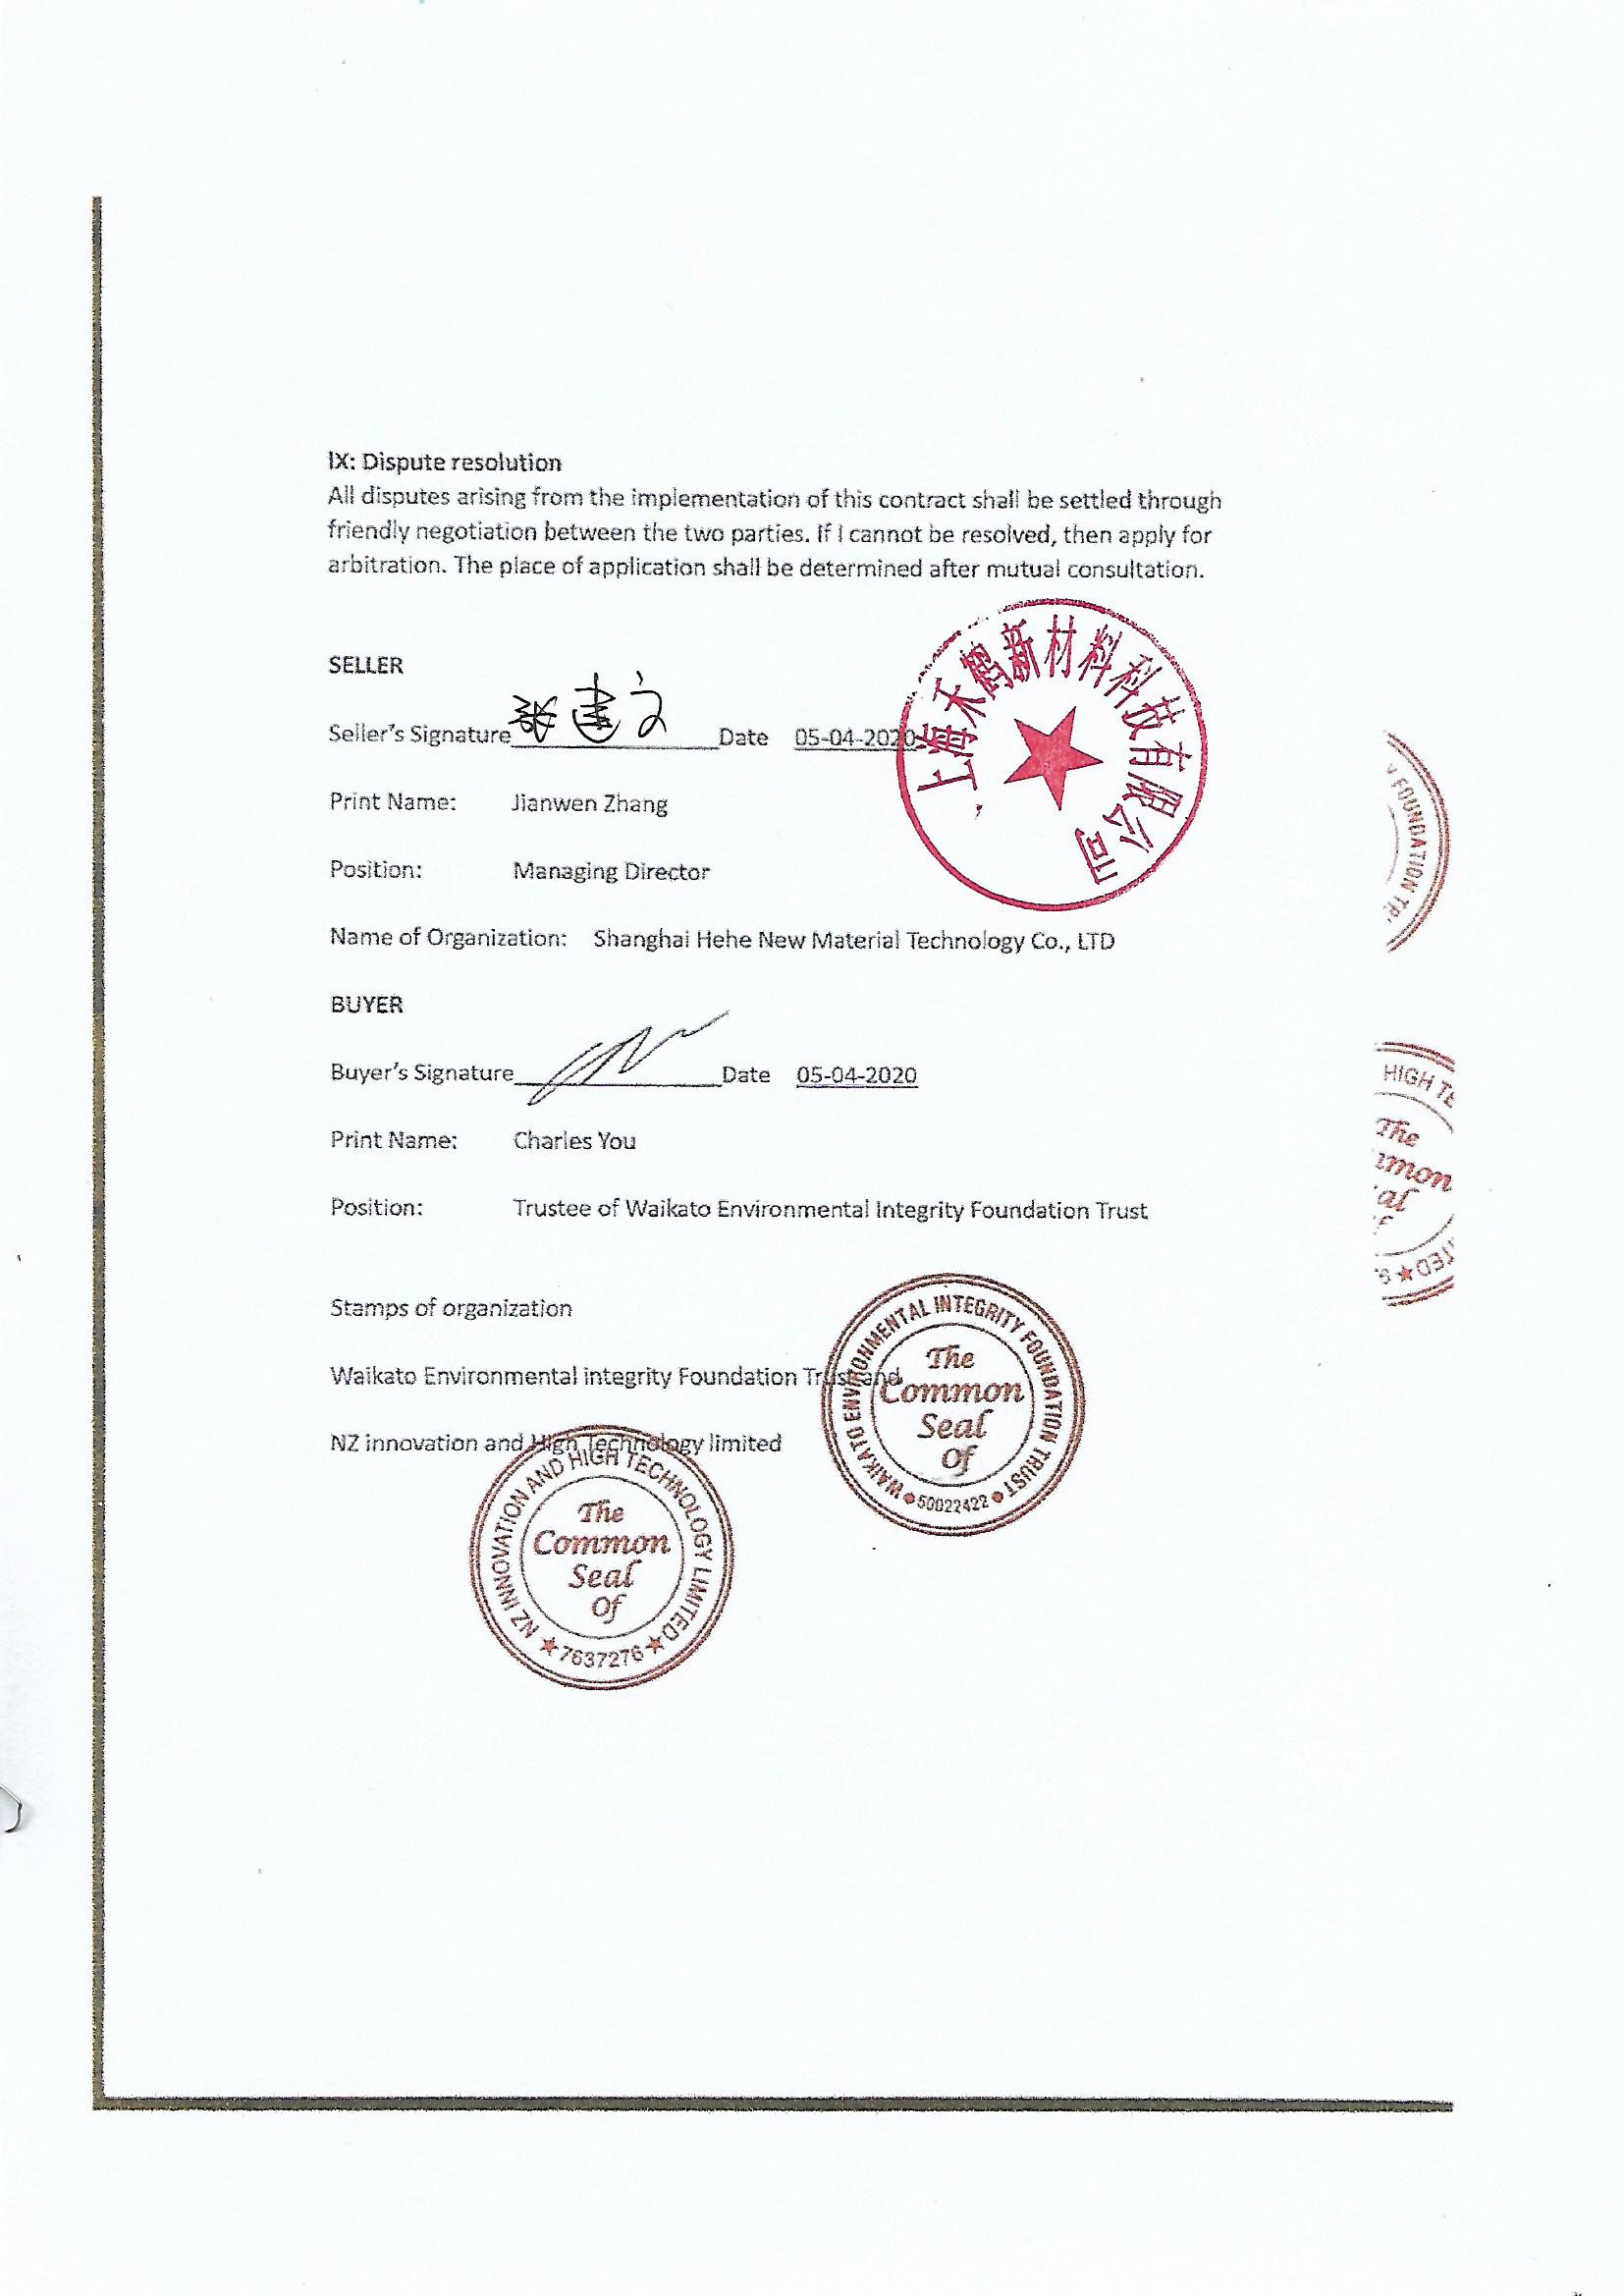 IX: Dispute resolution
All disputes arising from the implementation of this contract shall be settled through
friendly negotiation between the two parties. If I cannot be resolved, then apply for
arbitration. The place of application shall be determined after mutual consultation.
SELLER
Seller's Signature 张建文 Date 05-04-2020
上海禾鹤新材料科技有限公司
Print Name: Jianwen Zhang
Position: Managing Director
Name of Organization: Shanghai Hehe New Material Technology Co., LTD
FOUNDATION TR
BUYER
Buyer's Signature Date 05-04-2020
Print Name: Charles You
Position: Trustee of Waikato Environmental Integrity Foundation Trust
HIGH TE
The
mmon
al
TED
Stamps of organization
Waikato Environmental integrity Foundation Trust and
NZ innovation and High Technology limited
WAIKATO ENVIRONMENTAL INTEGRITY FOUNDATION TRUST
The
Common
Seal
Of
50022422
NZ INNOVATION AND HIGH TECHNOLOGY LIMITED
The
Common
Seal
Of
7637276